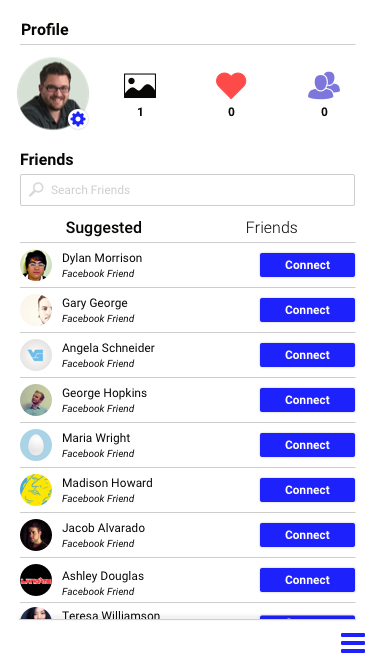 Profile
1
0
0
Friends
Search Friends
Suggested
Friends
Dylan Morrison
Facebook Friend
Connect
Gary George
Facebook Friend
Connect
Angela Schneider
Facebook Friend
Connect
George Hopkins
Facebook Friend
Connect
Maria Wright
Facebook Friend
Connect
Madison Howard
Facebook Friend
Connect
Jacob Alvarado
Facebook Friend
Connect
Ashley Douglas
Facebook Friend
Connect
Teresa Williamson